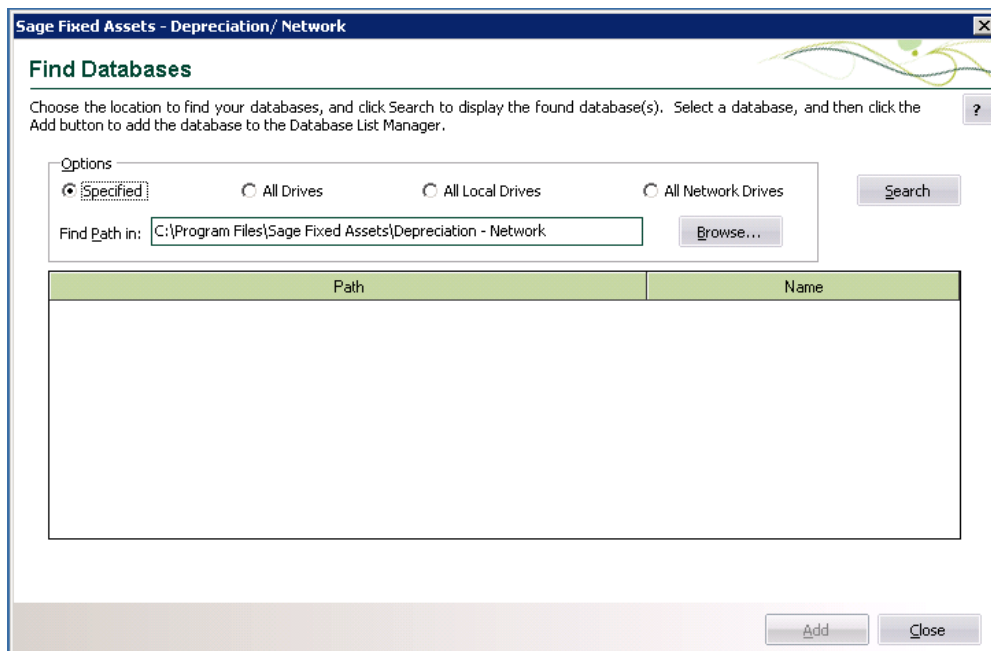 Sage Fixed Assets - Depreciation/ Network
Find Databases
Choose the location to find your databases, and click Search to display the found database(s). Select a database, and then click the
Add button to add the database to the Database List Manager.
?
Options
Specified All Drives All Local Drives All Network Drives Search
Find Path in: C:\Program Files\Sage Fixed Assets\Depreciation - Network Browse...
Path Name
Add Close